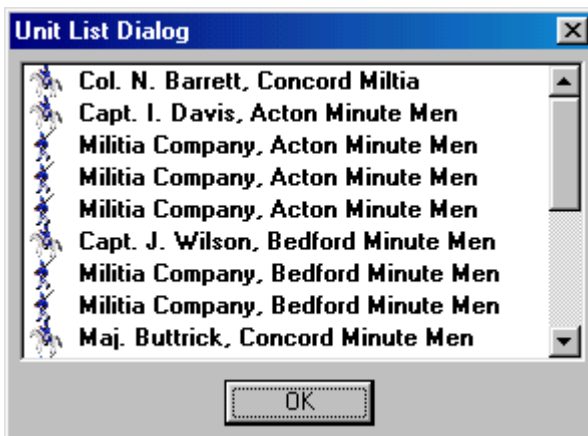 Unit List Dialog
Col. N. Barrett, Concord Miltia
Capt. I. Davis, Acton Minute Men
Militia Company, Acton Minute Men
Militia Company, Acton Minute Men
Militia Company, Acton Minute Men
Capt. J. Wilson, Bedford Minute Men
Militia Company, Bedford Minute Men
Militia Company, Bedford Minute Men
Maj. Buttrick, Concord Minute Men
OK